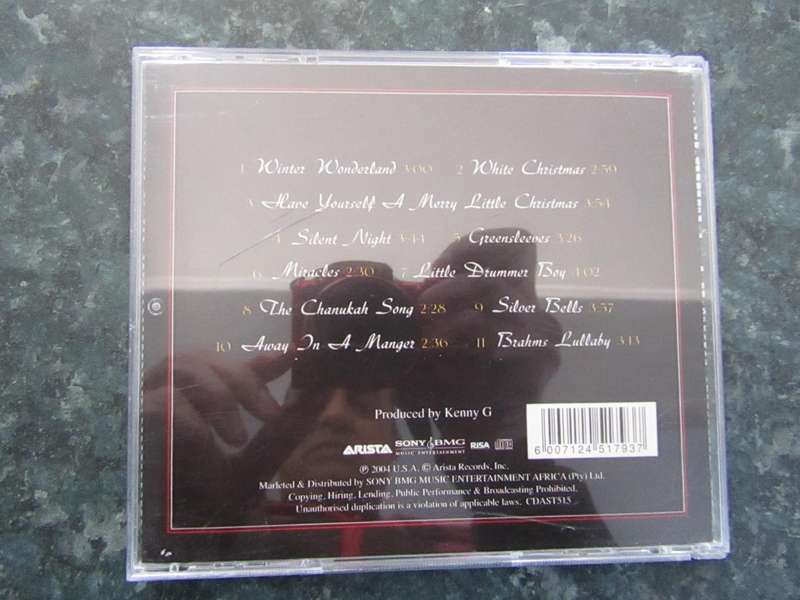 1 Winter Wonderland 3:00 2 White Christmas 2:59
3 Have Yourself A Merry Little Christmas 3:54
4 Silent Night 3:44 5 Greensleeves 3:26
6 Miracles 2:30 7 Little Drummer Boy 4:02
8 The Chanukah Song 2:28 9 Silver Bells 3:57
10 Away In A Manger 2:36 11 Brahms Lullaby 3:13
Produced by Kenny G
ARISTA SONY BMG MUSIC ENTERTAINMENT RiSA
6 007124 517937
℗ 2004 U.S.A. © Arista Records, Inc.
Marketed & Distributed by SONY BMG MUSIC ENTERTAINMENT AFRICA (Pty) Ltd.
Copying, Hiring, Lending, Public Performance & Broadcasting Prohibited.
Unauthorised duplication is a violation of applicable laws. CDAST515